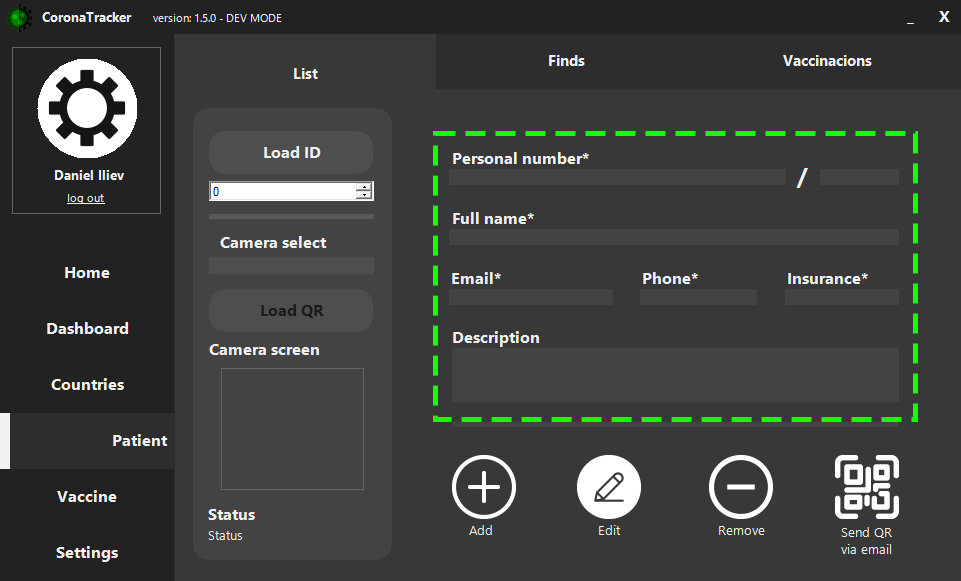 CoronaTracker version: 1.5.0 - DEV MODE _ X
Daniel Iliev
log out
Home
Dashboard
Countries
Patient
Vaccine
Settings
List
Finds
Vaccinacions
Load ID
0
Camera select
Load QR
Camera screen
Status
Status
Personal number*
/
Full name*
Email*
Phone*
Insurance*
Description
Add
Edit
Remove
Send QR
via email